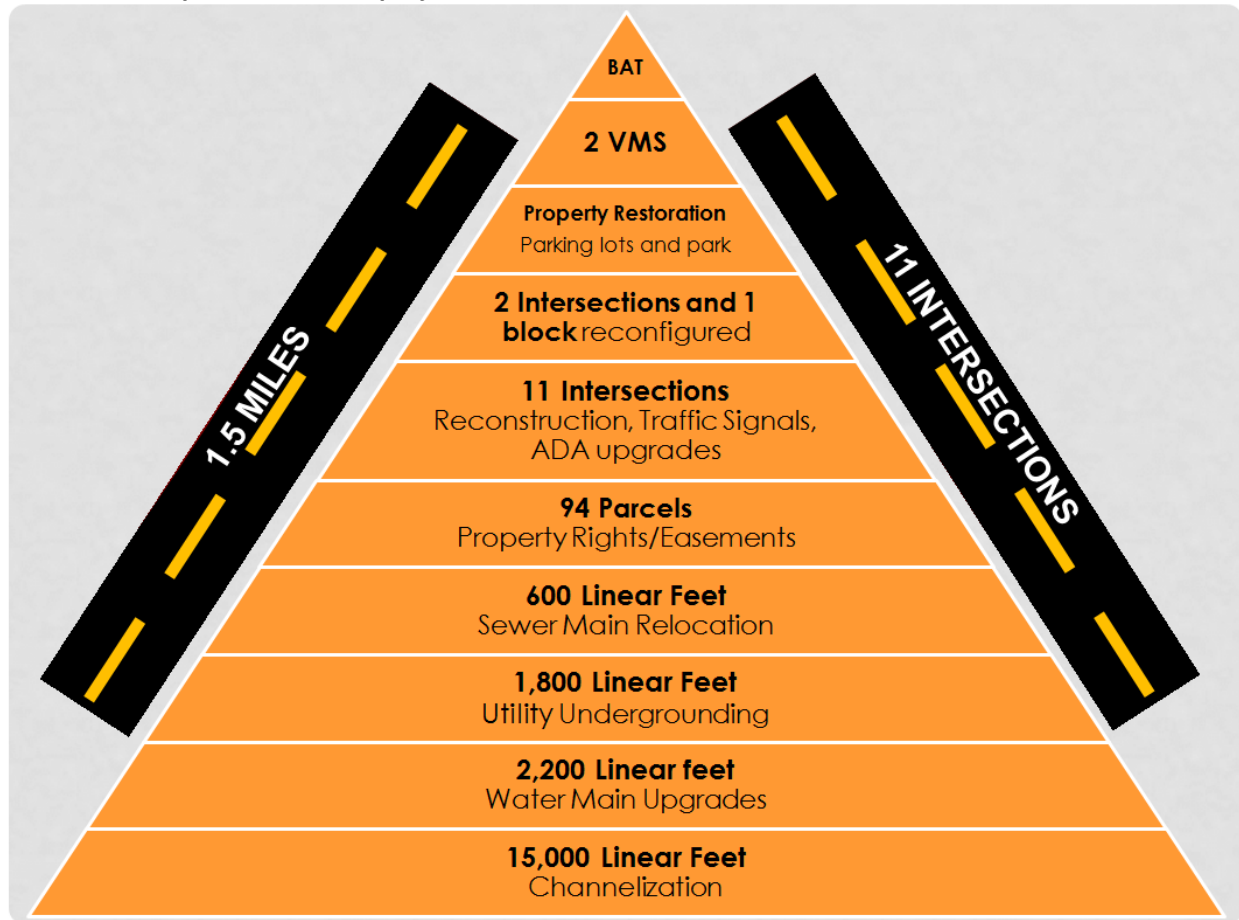 BAT
2 VMS
Property Restoration
Parking lots and park
2 Intersections and 1
block reconfigured
11 Intersections
Reconstruction, Traffic Signals,
ADA upgrades
94 Parcels
Property Rights/Easements
600 Linear Feet
Sewer Main Relocation
1,800 Linear Feet
Utility Undergrounding
2,200 Linear feet
Water Main Upgrades
15,000 Linear Feet
Channelization
1.5 MILES
11 INTERSECTIONS